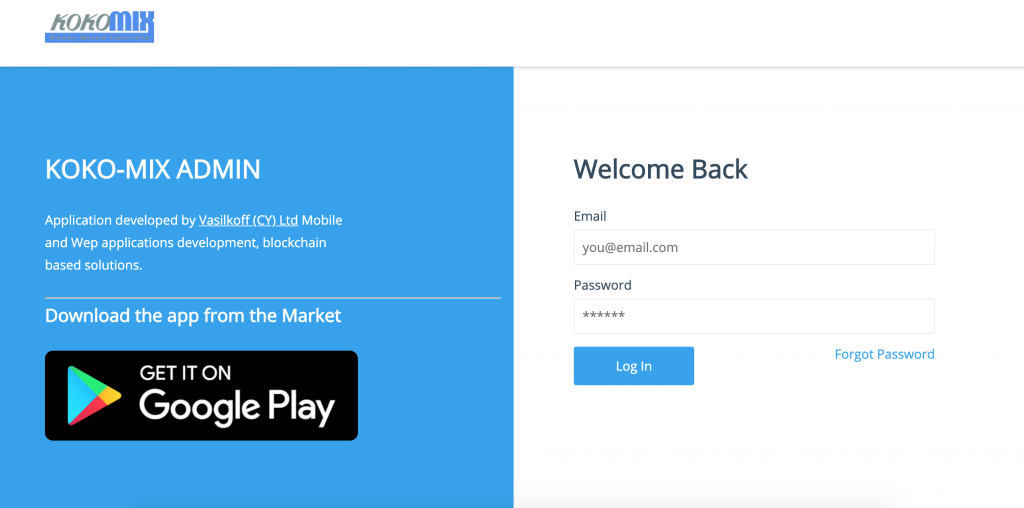 KOKOMIX
KOKO-MIX ADMIN
Application developed by Vasilkoff (CY) Ltd Mobile
and Wep applications development, blockchain
based solutions.
Download the app from the Market
GET IT ON
Google Play
Welcome Back
Email
you@email.com
Password
******
Log In
Forgot Password